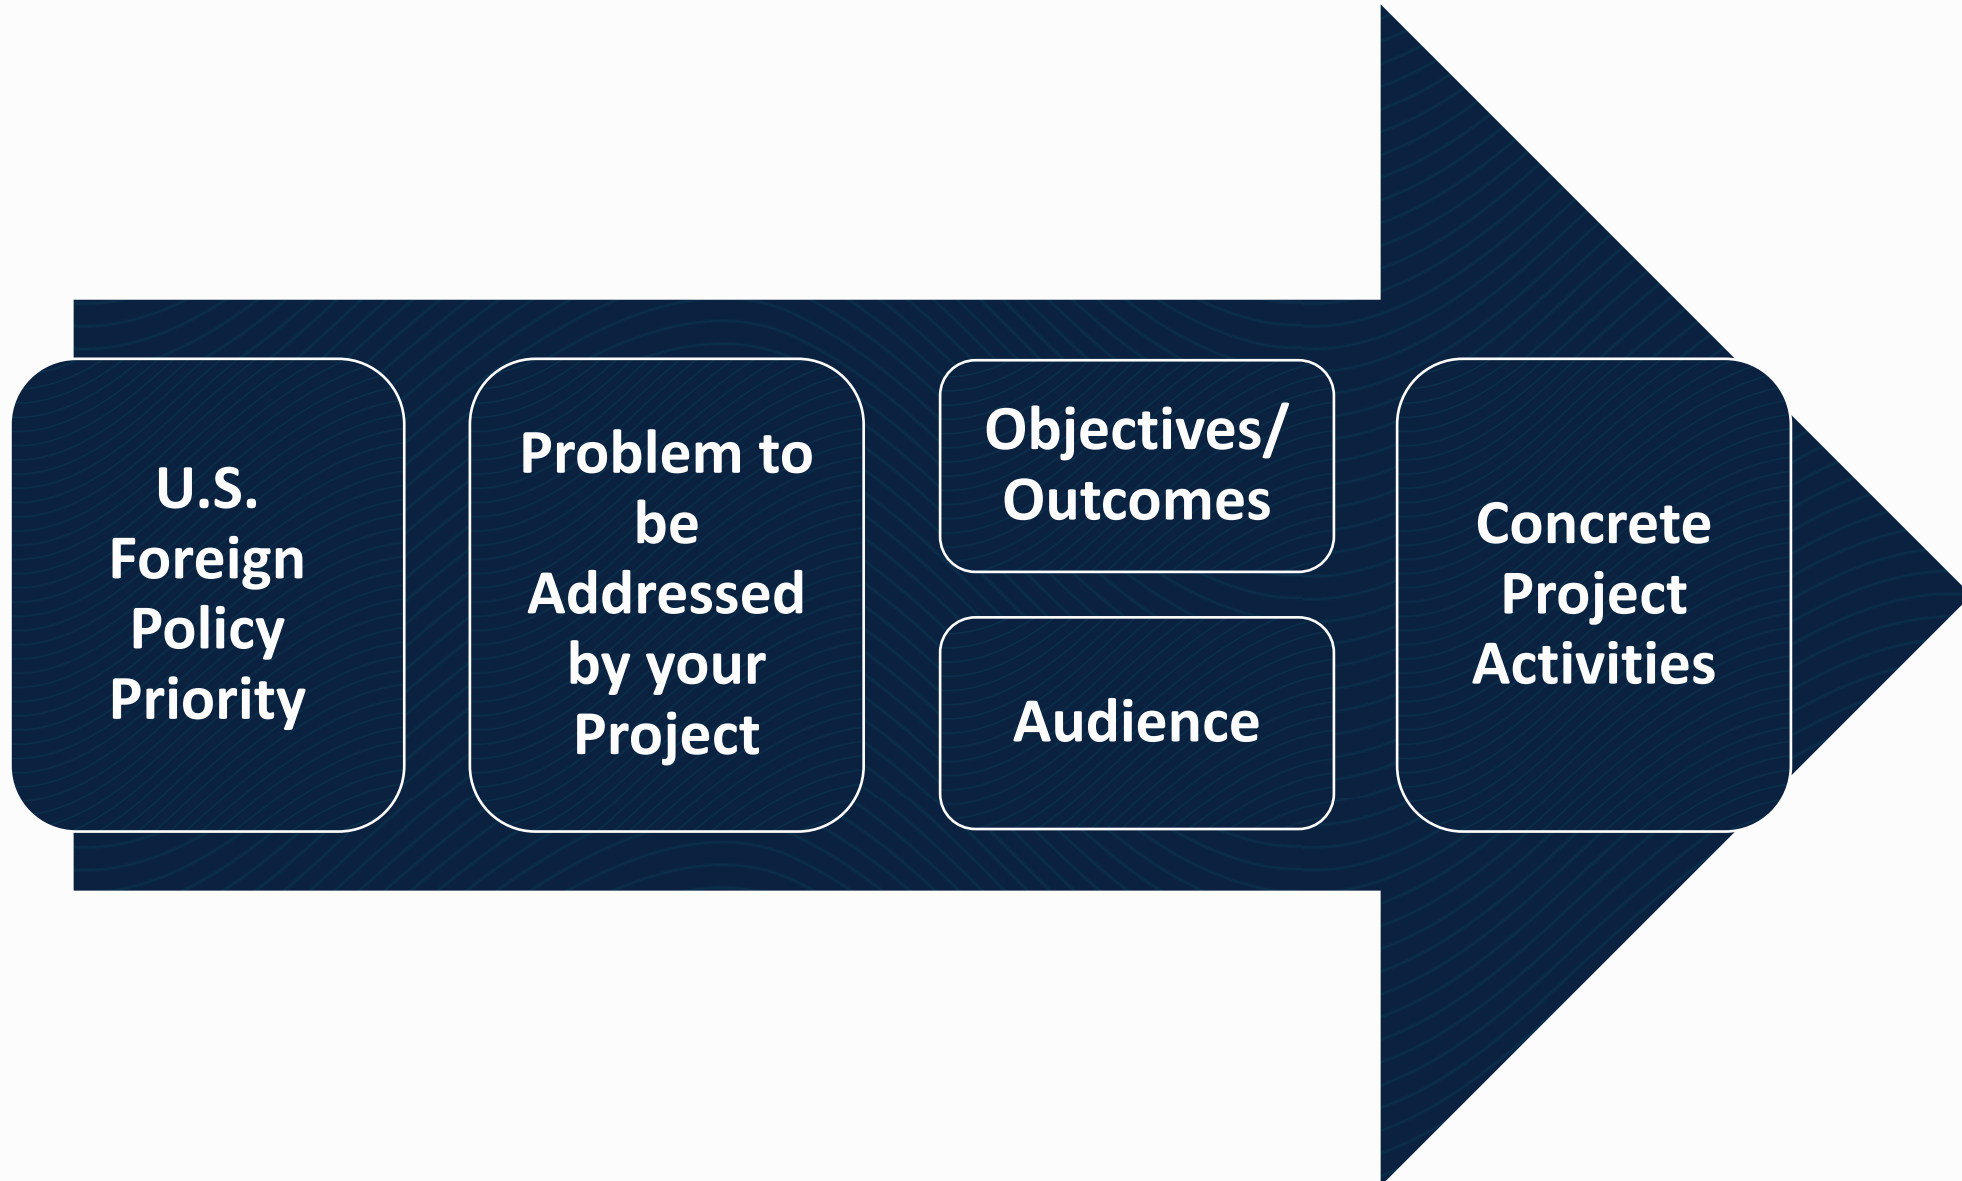 U.S.
Foreign
Policy
Priority
Problem to
be
Addressed
by your
Project
Objectives/
Outcomes
Audience
Concrete
Project
Activities